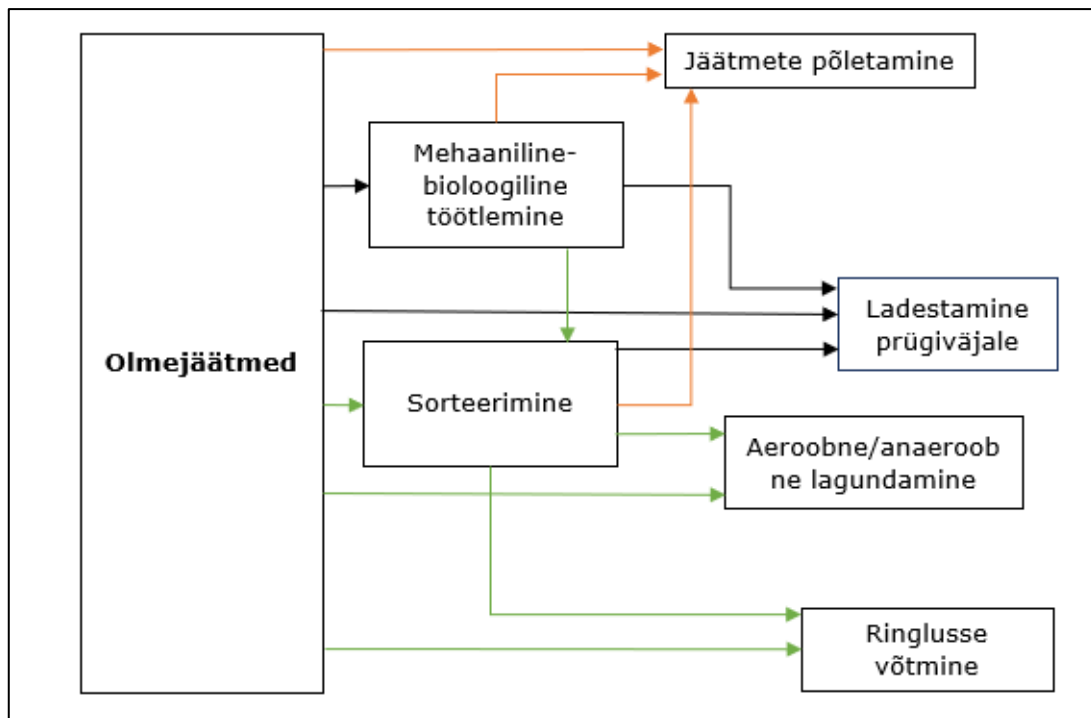 Jäätmete põletamine
Mehaaniline-
bioloogiline
töötlemine
Ladestamine
prügiväjale
Olmejäätmed
Sorteerimine
Aeroobne/anaeroob
ne lagundamine
Ringlusse
võtmine